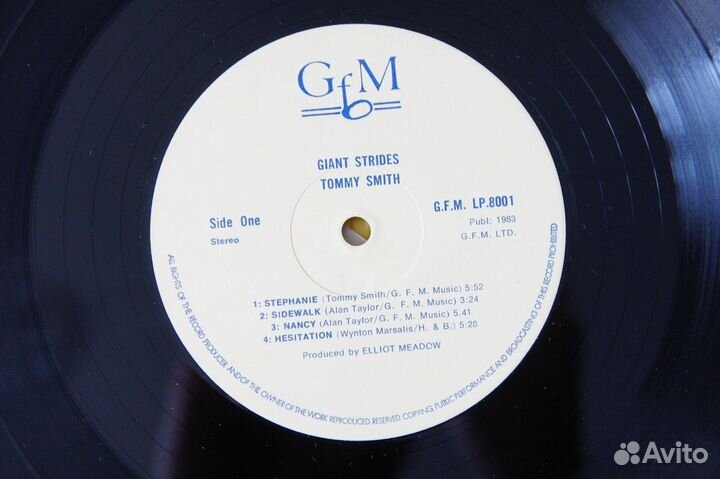 GfM
GIANT STRIDES
TOMMY SMITH
Side One
Stereo
G.F.M. LP.8001
Publ: 1983
G.F.M. LTD.
1: STEPHANIE (Tommy Smith/G. F. M. Music) 5:52
2: SIDEWALK (Alan Taylor/G. F. M. Music) 3:24
3: NANCY (Alan Taylor/G. F. M. Music) 5.41
4: HESITATION (Wynton Marsalis/H. & B.) 5:28
Produced by ELLIOT MEADOW
ALL RIGHTS OF THE RECORD PRODUCER AND OF THE OWNER OF THE WORK REPRODUCED RESERVED. COPYING, PUBLIC PERFORMANCE AND BROADCASTING OF THIS RECORD PROHIBITED
Avito